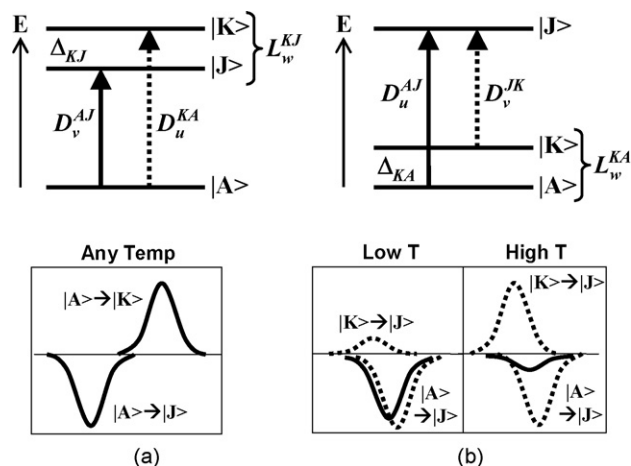 E
|K>
Δ_KJ
|J>
L_w^KJ
D_v^AJ
D_u^KA
|A>
E
|J>
D_u^AJ
D_v^JK
|K>
Δ_KA
L_w^KA
|A>
Any Temp
|A>→|K>
|A>→|J>
(a)
Low T
High T
|K>→|J>
|K>→|J>
|A>
→|J>
|A>
→|J>
(b)